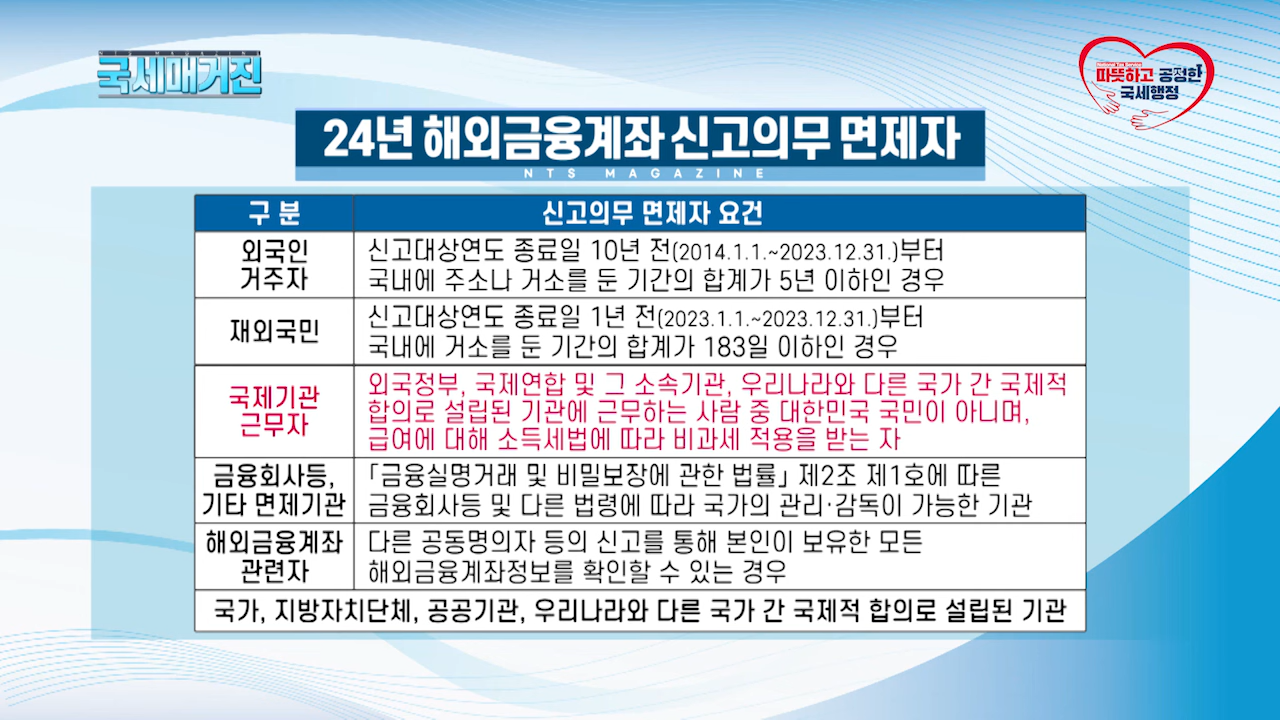 NTS MAGAZINE
국세매거진
National Tax Service
따뜻하고 공정한
국세행정
24년 해외금융계좌 신고의무 면제자
NTS MAGAZINE
구 분
신고의무 면제자 요건
외국인
거주자
신고대상연도 종료일 10년 전(2014.1.1.~2023.12.31.)부터
국내에 주소나 거소를 둔 기간의 합계가 5년 이하인 경우
재외국민
신고대상연도 종료일 1년 전(2023.1.1.~2023.12.31.)부터
국내에 거소를 둔 기간의 합계가 183일 이하인 경우
국제기관
근무자
외국정부, 국제연합 및 그 소속기관, 우리나라와 다른 국가 간 국제적
합의로 설립된 기관에 근무하는 사람 중 대한민국 국민이 아니며,
급여에 대해 소득세법에 따라 비과세 적용을 받는 자
금융회사등,
기타 면제기관
「금융실명거래 및 비밀보장에 관한 법률」 제2조 제1호에 따른
금융회사등 및 다른 법령에 따라 국가의 관리·감독이 가능한 기관
해외금융계좌
관련자
다른 공동명의자 등의 신고를 통해 본인이 보유한 모든
해외금융계좌정보를 확인할 수 있는 경우
국가, 지방자치단체, 공공기관, 우리나라와 다른 국가 간 국제적 합의로 설립된 기관